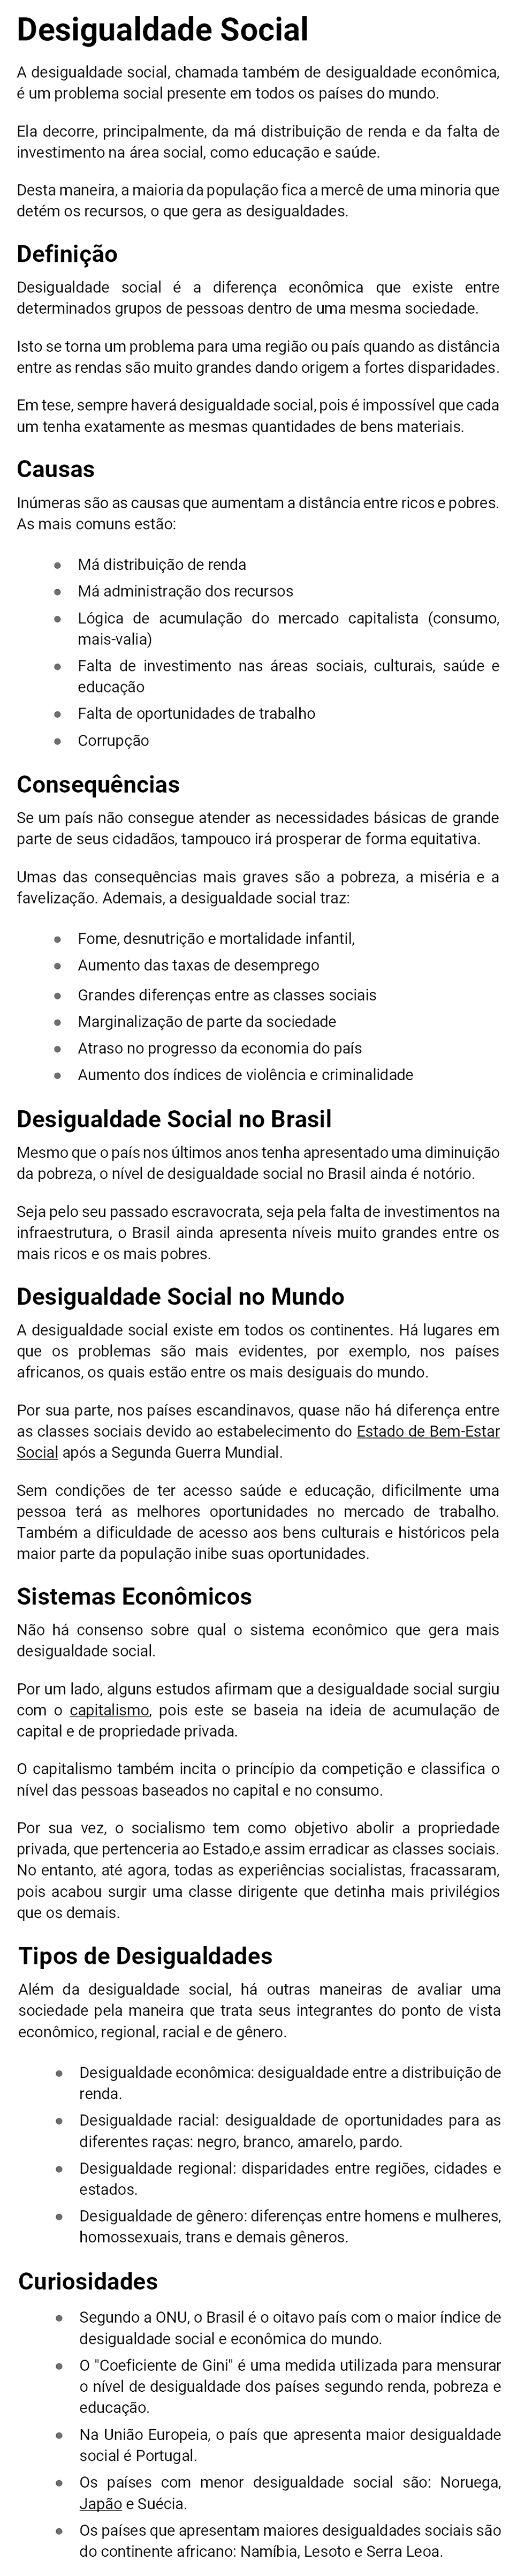 Desigualdade Social
A desigualdade social, chamada também de desigualdade econômica,
é um problema social presente em todos os países do mundo.
Ela decorre, principalmente, da má distribuição de renda e da falta de
investimento na área social, como educação e saúde.
Desta maneira, a maioria da população fica a mercê de uma minoria que
detém os recursos, o que gera as desigualdades.
Definição
Desigualdade social é a diferença econômica que existe entre
determinados grupos de pessoas dentro de uma mesma sociedade.
Isto se torna um problema para uma região ou país quando as distância
entre as rendas são muito grandes dando origem a fortes disparidades.
Em tese, sempre haverá desigualdade social, pois é impossível que cada
um tenha exatamente as mesmas quantidades de bens materiais.
Causas
Inúmeras são as causas que aumentam a distância entre ricos e pobres.
As mais comuns estão:
● Má distribuição de renda
● Má administração dos recursos
● Lógica de acumulação do mercado capitalista (consumo,
mais-valia)
● Falta de investimento nas áreas sociais, culturais, saúde e
educação
● Falta de oportunidades de trabalho
● Corrupção
Consequências
Se um país não consegue atender as necessidades básicas de grande
parte de seus cidadãos, tampouco irá prosperar de forma equitativa.
Umas das consequências mais graves são a pobreza, a miséria e a
favelização. Ademais, a desigualdade social traz:
● Fome, desnutrição e mortalidade infantil,
● Aumento das taxas de desemprego
● Grandes diferenças entre as classes sociais
● Marginalização de parte da sociedade
● Atraso no progresso da economia do país
● Aumento dos índices de violência e criminalidade
Desigualdade Social no Brasil
Mesmo que o país nos últimos anos tenha apresentado uma diminuição
da pobreza, o nível de desigualdade social no Brasil ainda é notório.
Seja pelo seu passado escravocrata, seja pela falta de investimentos na
infraestrutura, o Brasil ainda apresenta níveis muito grandes entre os
mais ricos e os mais pobres.
Desigualdade Social no Mundo
A desigualdade social existe em todos os continentes. Há lugares em
que os problemas são mais evidentes, por exemplo, nos países
africanos, os quais estão entre os mais desiguais do mundo.
Por sua parte, nos países escandinavos, quase não há diferença entre
as classes sociais devido ao estabelecimento do Estado de Bem-Estar
Social após a Segunda Guerra Mundial.
Sem condições de ter acesso saúde e educação, dificilmente uma
pessoa terá as melhores oportunidades no mercado de trabalho.
Também a dificuldade de acesso aos bens culturais e históricos pela
maior parte da população inibe suas oportunidades.
Sistemas Econômicos
Não há consenso sobre qual o sistema econômico que gera mais
desigualdade social.
Por um lado, alguns estudos afirmam que a desigualdade social surgiu
com o capitalismo, pois este se baseia na ideia de acumulação de
capital e de propriedade privada.
O capitalismo também incita o princípio da competição e classifica o
nível das pessoas baseados no capital e no consumo.
Por sua vez, o socialismo tem como objetivo abolir a propriedade
privada, que pertenceria ao Estado,e assim erradicar as classes sociais.
No entanto, até agora, todas as experiências socialistas, fracassaram,
pois acabou surgir uma classe dirigente que detinha mais privilégios
que os demais.
Tipos de Desigualdades
Além da desigualdade social, há outras maneiras de avaliar uma
sociedade pela maneira que trata seus integrantes do ponto de vista
econômico, regional, racial e de gênero.
● Desigualdade econômica: desigualdade entre a distribuição de
renda.
● Desigualdade racial: desigualdade de oportunidades para as
diferentes raças: negro, branco, amarelo, pardo.
● Desigualdade regional: disparidades entre regiões, cidades e
estados.
● Desigualdade de gênero: diferenças entre homens e mulheres,
homossexuais, trans e demais gêneros.
Curiosidades
● Segundo a ONU, o Brasil é o oitavo país com o maior índice de
desigualdade social e econômica do mundo.
● O "Coeficiente de Gini" é uma medida utilizada para mensurar
o nível de desigualdade dos países segundo renda, pobreza e
educação.
● Na União Europeia, o país que apresenta maior desigualdade
social é Portugal.
● Os países com menor desigualdade social são: Noruega,
Japão e Suécia.
● Os países que apresentam maiores desigualdades sociais são
do continente africano: Namíbia, Lesoto e Serra Leoa.